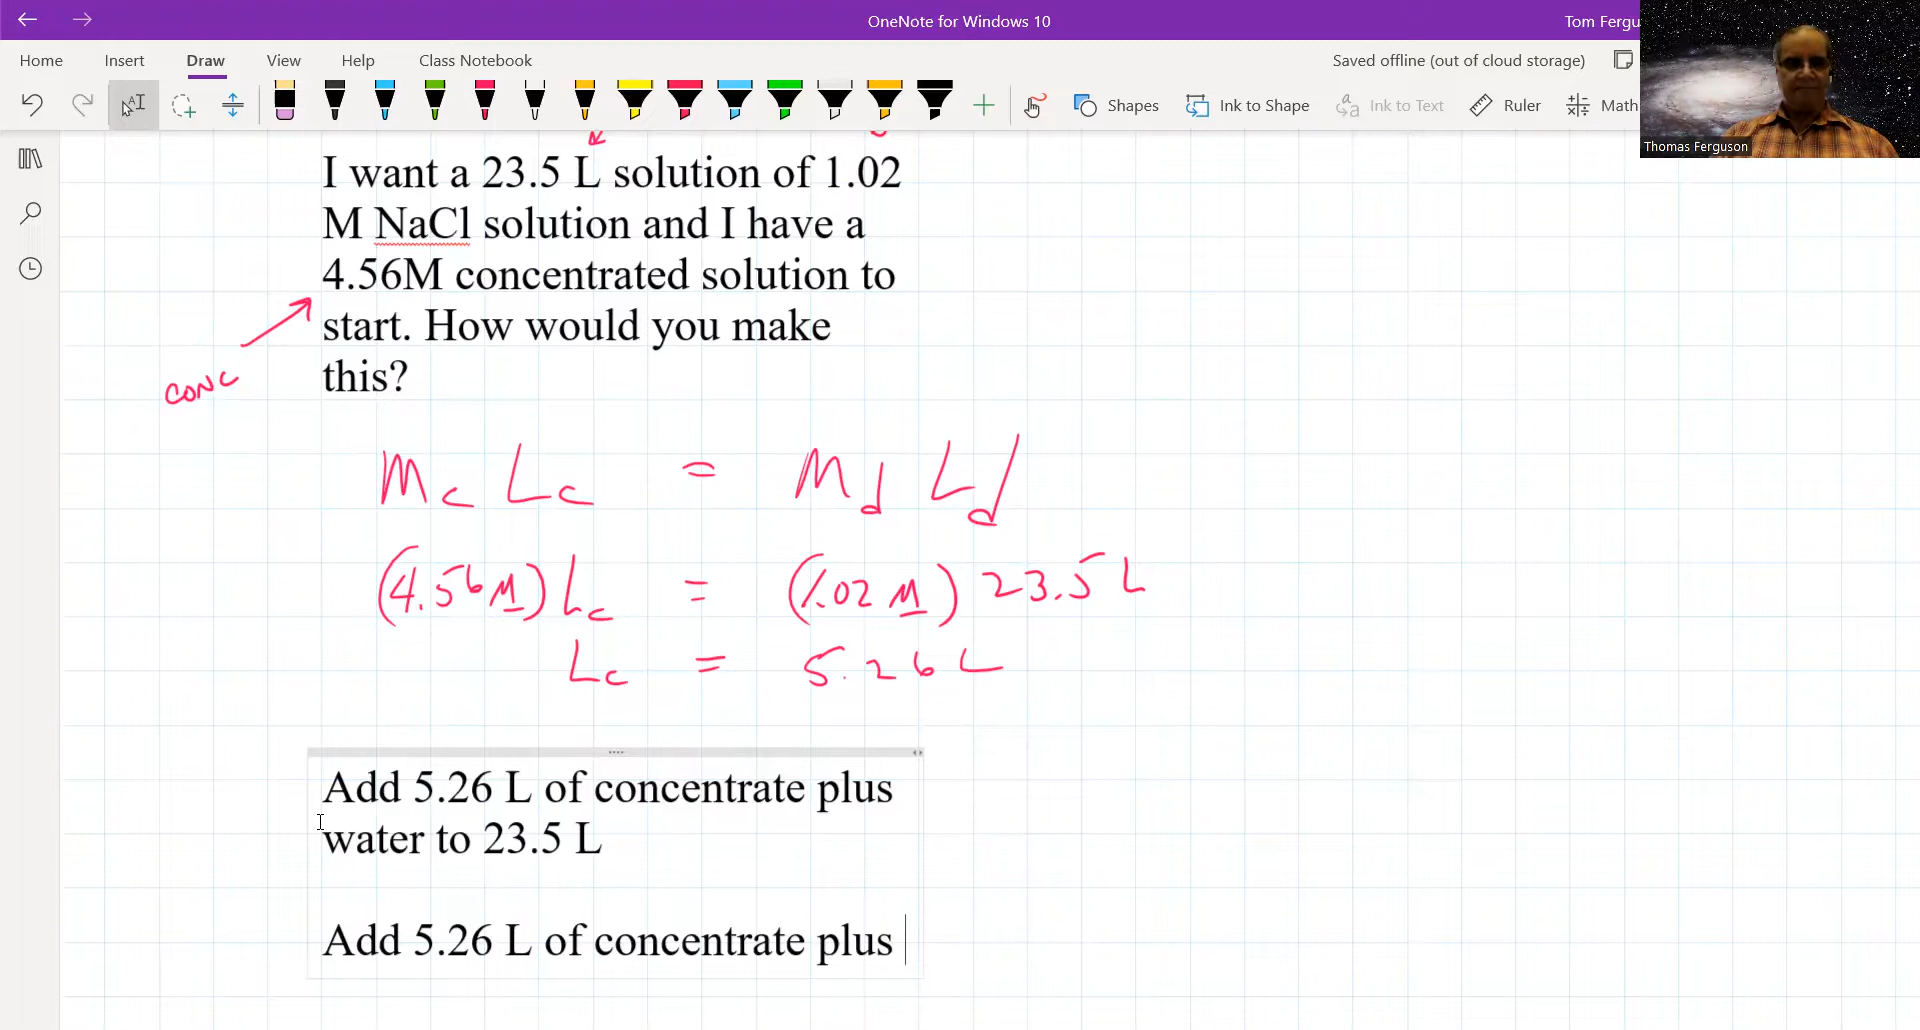 OneNote for Windows 10
Tom Fergu
Home
Insert
Draw
View
Help
Class Notebook
Saved offline (out of cloud storage)
Shapes
Ink to Shape
Ink to Text
Ruler
Math
Thomas Ferguson
I want a 23.5 L solution of 1.02
M NaCl solution and I have a
4.56M concentrated solution to
start. How would you make
this?
conc
Mc Lc = Md Ld
(4.56 M) Lc = (1.02 M) 23.5 L
Lc = 5.26 L
Add 5.26 L of concentrate plus
water to 23.5 L
Add 5.26 L of concentrate plus